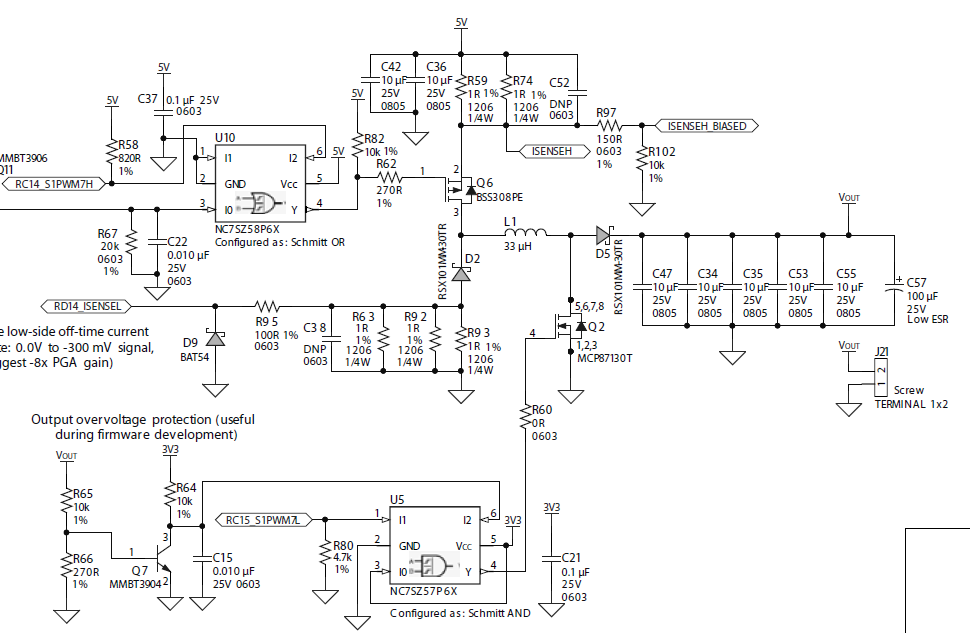 5V
C42
10 µF
25V
0805
C36
10 µF
25V
0805
R59
1R 1%
1206
1/4W
R74
1R 1%
1206
1/4W
C52
DNP
0603
R97
150R
0603
1%
ISENSEH_BIASED
ISENSEH
R102
10k
1%
5V
C37
0.1 µF 25V
0603
5V
R58
820R
1%
MMBT3906
Q11
RC14_S1PWM7H
U10
1
I1
I2
6
2
GND
Vcc
5
3
I0
Y
4
NC7SZ58P6X
Configured as: Schmitt OR
5V
5V
R82
10k 1%
R62
270R
1%
1
2
Q6
BSS308PE
3
R67
20k
0603
1%
C22
0.010 µF
25V
0603
L1
33 µH
D5
RSX101MM-30TR
VOUT
D2
RSX101MM-30TR
C47
10 µF
25V
0805
C34
10 µF
25V
0805
C35
10 µF
25V
0805
C53
10 µF
25V
0805
C55
10 µF
25V
0805
+
C57
100 µF
25V
Low ESR
RD14_ISENSEL
R9 5
100R 1%
0603
D9
BAT54
C3 8
DNP
0603
R6 3
1R
1%
1206
1/4W
R9 2
1R
1%
1206
1/4W
R9 3
1R 1%
1206
1/4W
5,6,7,8
4
Q2
1,2,3
MCP87130T
VOUT
J21
2
1
Screw
TERMINAL 1x2
e low-side off-time current
te: 0.0V to -300 mV signal,
ggest -8x PGA gain)
R60
0R
0603
Output overvoltage protection (useful
during firmware development)
VOUT
R65
10k
1%
R66
270R
1%
3V3
R64
10k
1%
3
1
Q7
MMBT3904
2
C15
0.010 µF
25V 0603
RC15_S1PWM7L
R80
4.7k
1%
U5
1
I1
I2
6
2
GND
VCC
5
3
I0
Y
4
NC7SZ57P6X
Configured as: Schmitt AND
3V3
3V3
C21
0.1 µF
25V
0603